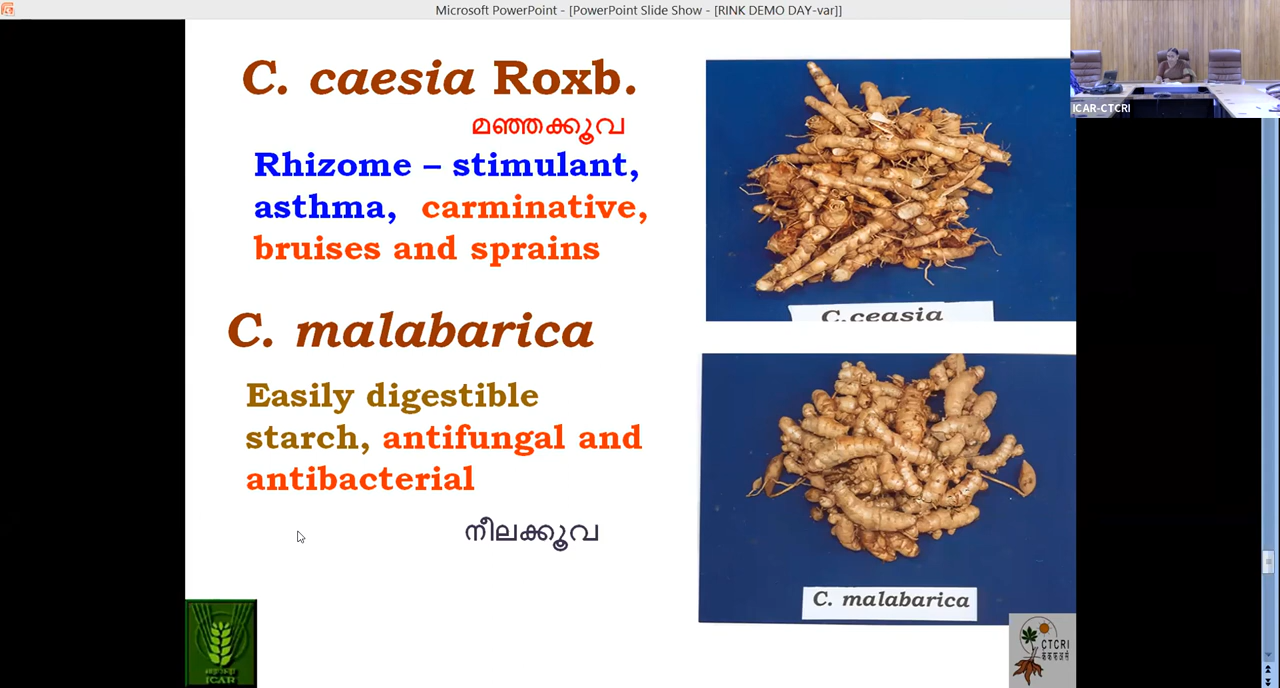 Microsoft PowerPoint - [PowerPoint Slide Show - [RINK DEMO DAY-var]]
ICAR-CTCRI
C. caesia Roxb.
മഞ്ഞക്കൂവ
Rhizome – stimulant,
asthma, carminative,
bruises and sprains
C.ceasia
C. malabarica
Easily digestible
starch, antifungal and
antibacterial
നീലക്കൂവ
C. malabarica
ICAR
CTCRI